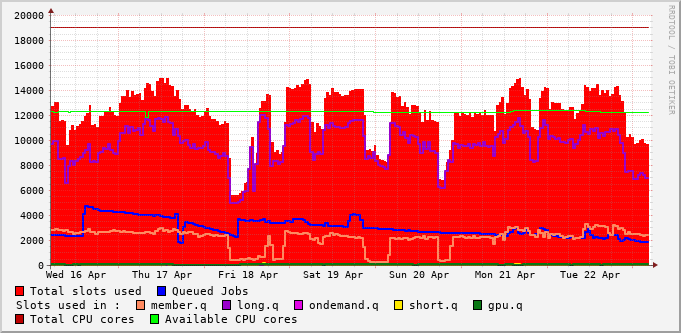 20000
18000
16000
14000
12000
10000
8000
6000
4000
2000
0
Wed 16 Apr Thu 17 Apr Fri 18 Apr Sat 19 Apr Sun 20 Apr Mon 21 Apr Tue 22 Apr
Total slots used Queued Jobs
Slots used in : member.q long.q ondemand.q short.q gpu.q
Total CPU cores Available CPU cores
RRDTOOL / TOBI OETIKER